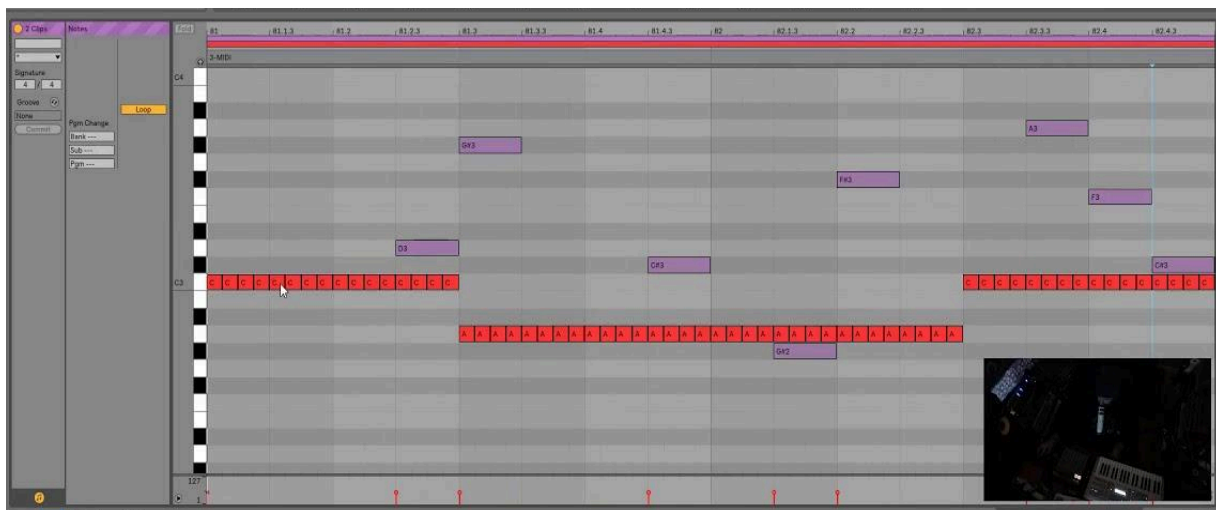 2 Clips Notes
Fold 81 81.1.3 81.2 81.2.3 81.3 81.3.3 81.4 81.4.3 82 82.1.3 82.2 82.2.3 82.3 82.3.3 82.4 82.4.3
3-MIDI
*
Signature
4 / 4
Groove
None
Commit
Loop
Pgm Change
Bank ---
Sub ---
Pgm ---
C4
A3
G#3
F#3
F3
D3
C#3 C#3
C3 C C C C C C C C C C C C C C C C C C C C C C C C C C C C C C C C
A A A A A A A A A A A A A A A A A A A A A A A A A A A A A A A A
G#2
127
1